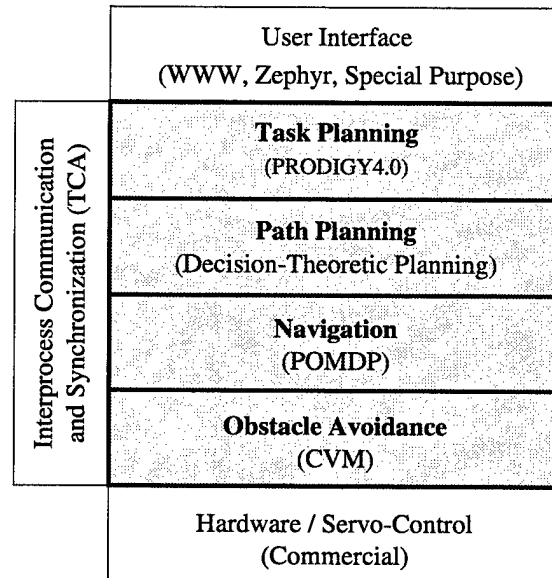 User Interface
(WWW, Zephyr, Special Purpose)
Interprocess Communication
and Synchronization (TCA)
Task Planning
(PRODIGY4.0)
Path Planning
(Decision-Theoretic Planning)
Navigation
(POMDP)
Obstacle Avoidance
(CVM)
Hardware / Servo-Control
(Commercial)